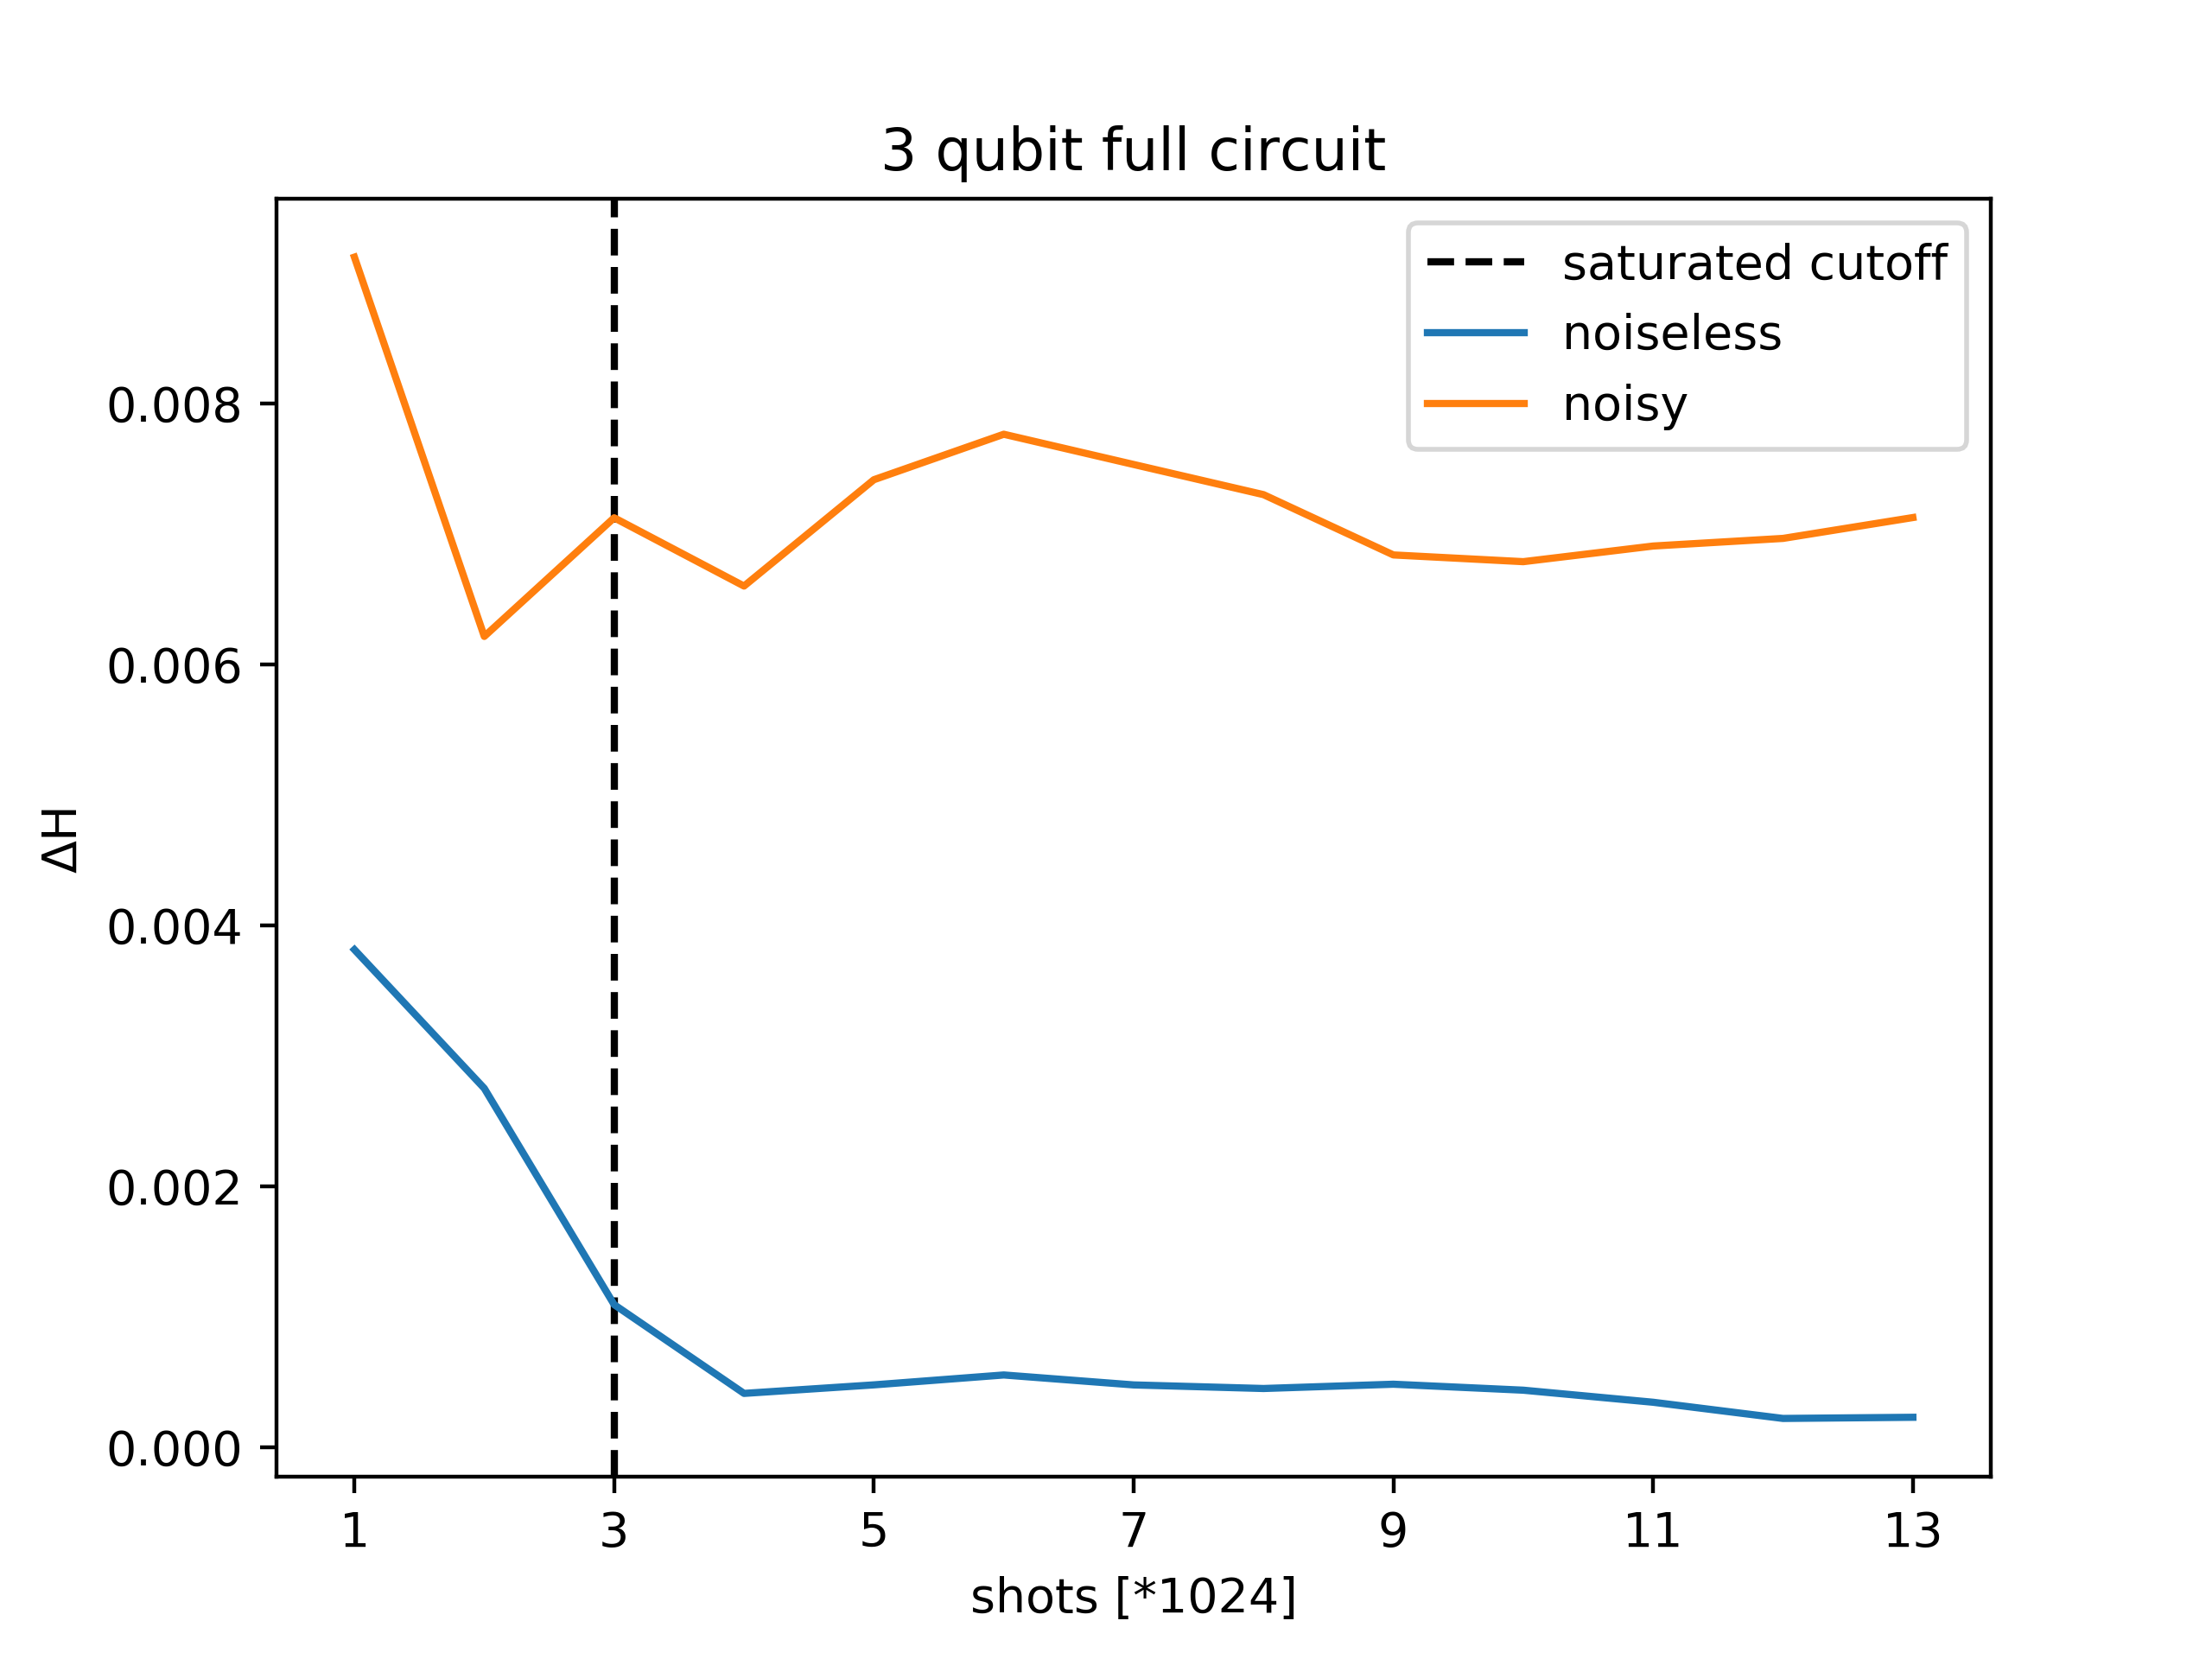 3 qubit full circuit
saturated cutoff
noiseless
noisy
0.008
0.006
0.004
0.002
0.000
ΔH
1 3 5 7 9 11 13
shots [*1024]